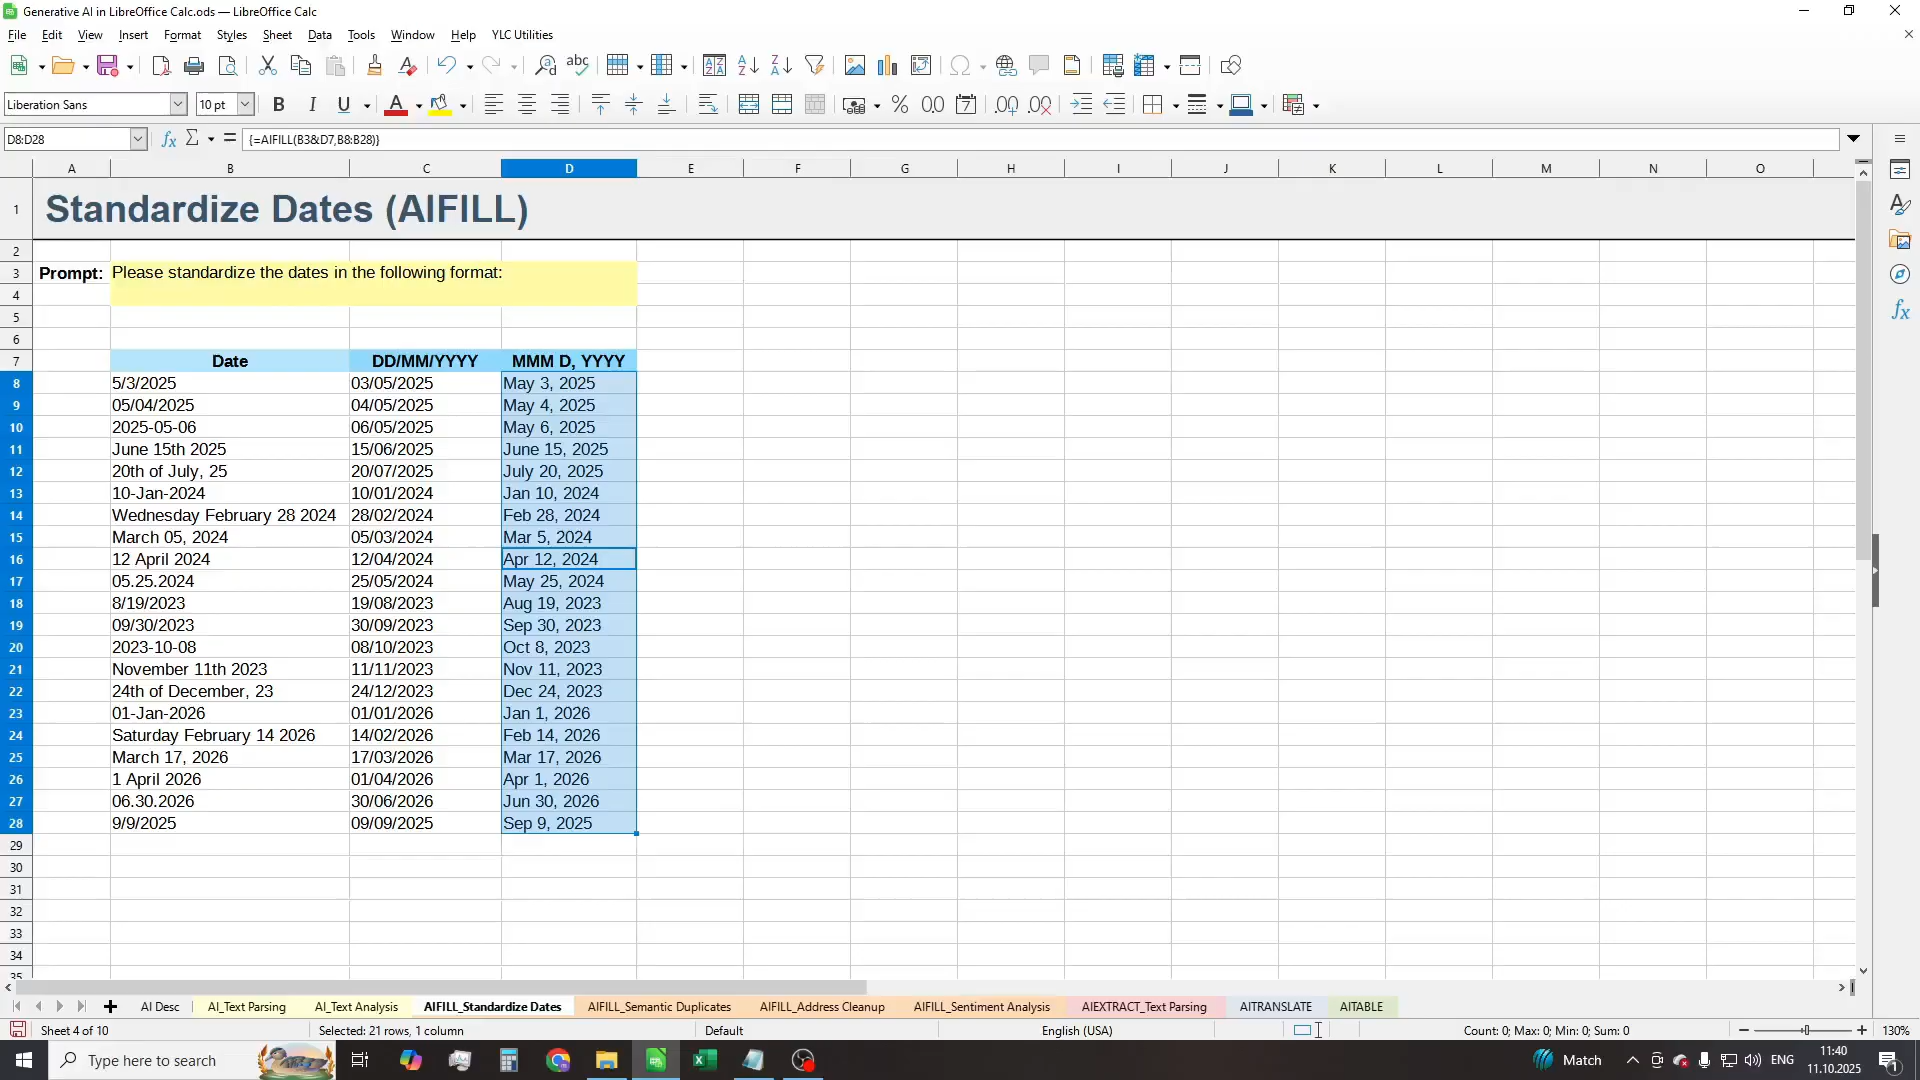 Generative AI in LibreOffice Calc.ods — LibreOffice Calc
File Edit View Insert Format Styles Sheet Data Tools Window Help YLC Utilities
Liberation Sans 10 pt
D8:D28 {=AIFILL(B3&D7,B8:B28)}
A B C D E F G H I J K L M N O
1 Standardize Dates (AIFILL)
2
3 Prompt: Please standardize the dates in the following format:
4
5
6
7 Date DD/MM/YYYY MMM D, YYYY
8 5/3/2025 03/05/2025 May 3, 2025
9 05/04/2025 04/05/2025 May 4, 2025
10 2025-05-06 06/05/2025 May 6, 2025
11 June 15th 2025 15/06/2025 June 15, 2025
12 20th of July, 25 20/07/2025 July 20, 2025
13 10-Jan-2024 10/01/2024 Jan 10, 2024
14 Wednesday February 28 2024 28/02/2024 Feb 28, 2024
15 March 05, 2024 05/03/2024 Mar 5, 2024
16 12 April 2024 12/04/2024 Apr 12, 2024
17 05.25.2024 25/05/2024 May 25, 2024
18 8/19/2023 19/08/2023 Aug 19, 2023
19 09/30/2023 30/09/2023 Sep 30, 2023
20 2023-10-08 08/10/2023 Oct 8, 2023
21 November 11th 2023 11/11/2023 Nov 11, 2023
22 24th of December, 23 24/12/2023 Dec 24, 2023
23 01-Jan-2026 01/01/2026 Jan 1, 2026
24 Saturday February 14 2026 14/02/2026 Feb 14, 2026
25 March 17, 2026 17/03/2026 Mar 17, 2026
26 1 April 2026 01/04/2026 Apr 1, 2026
27 06.30.2026 30/06/2026 Jun 30, 2026
28 9/9/2025 09/09/2025 Sep 9, 2025
29
30
31
32
33
34
35
AI Desc AI_Text Parsing AI_Text Analysis AIFILL_Standardize Dates AIFILL_Semantic Duplicates AIFILL_Address Cleanup AIFILL_Sentiment Analysis AIEXTRACT_Text Parsing AITRANSLATE AITABLE
Sheet 4 of 10 Selected: 21 rows, 1 column Default English (USA) Count: 0; Max: 0; Min: 0; Sum: 0 130%
Type here to search Match ENG 11:40
11.10.2025 1